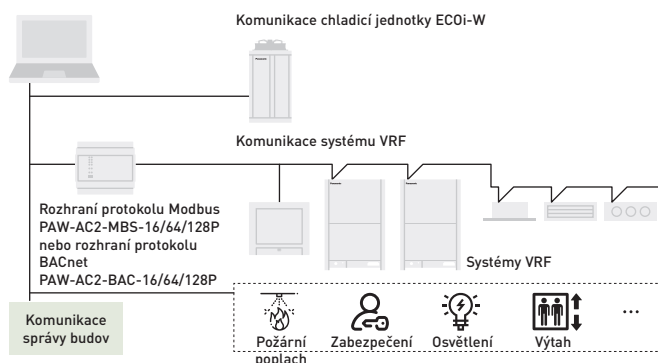 Komunikace chladicí jednotky ECOi-W
Komunikace systému VRF
Rozhraní protokolu Modbus
PAW-AC2-MBS-16/64/128P
nebo rozhraní protokolu
BACnet
PAW-AC2-BAC-16/64/128P
Systémy VRF
Komunikace
správy budov
Požární
poplach
Zabezpečení
Osvětlení
Výtah
...